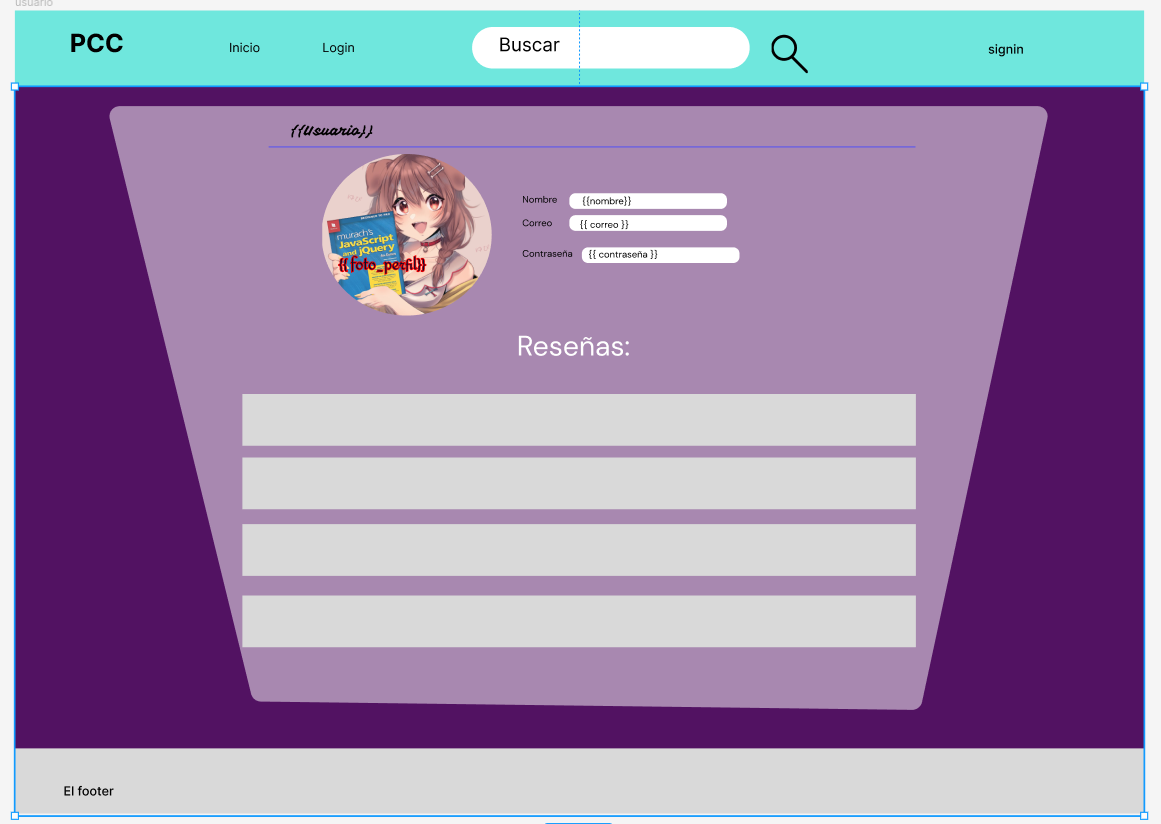 usuario
PCC
Inicio
Login
Buscar
signin
{{Usuario}}
murach's
JavaScript
and jQuery
{{ foto_perfil}}
Nombre
{{nombre}}
Correo
{{ correo }}
Contraseña
{{ contraseña }}
Reseñas:
El footer